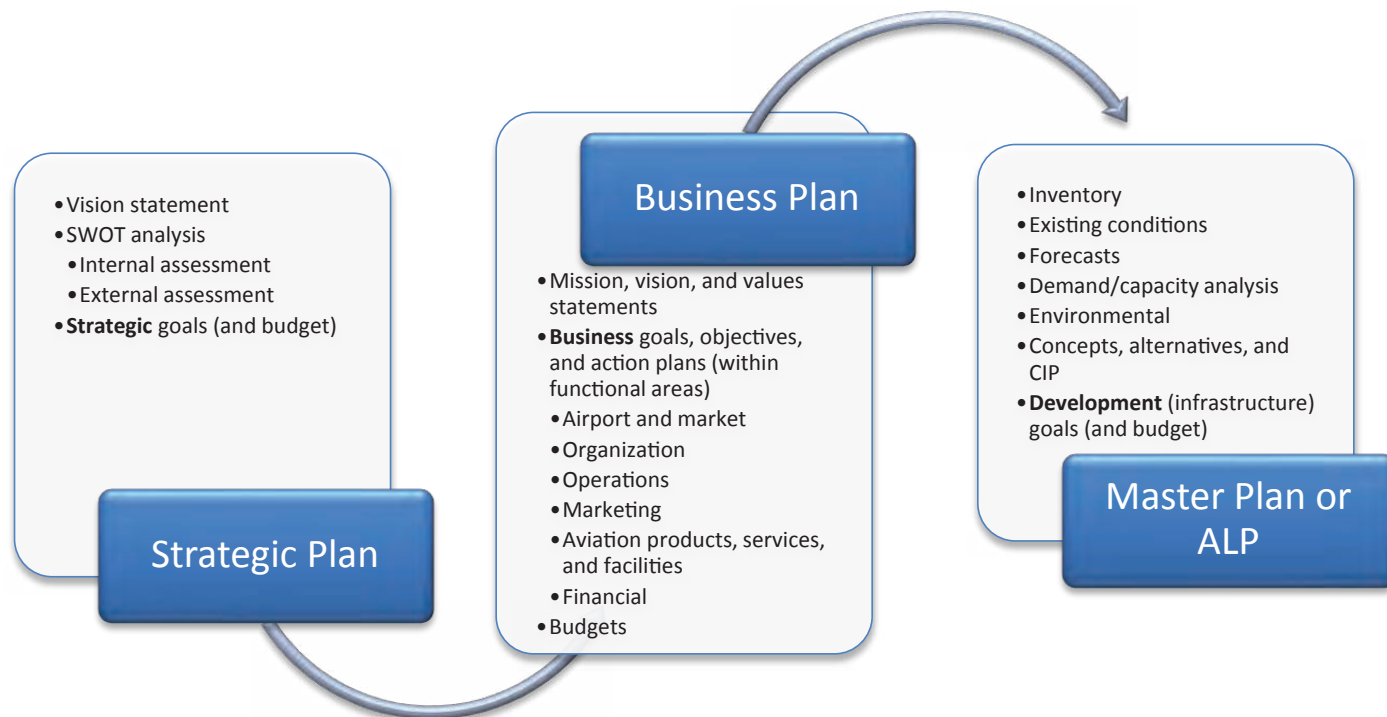 •Vision statement
•SWOT analysis
•Internal assessment
•External assessment
•Strategic goals (and budget)
Strategic Plan
Business Plan
•Mission, vision, and values
statements
•Business goals, objectives,
and action plans (within
functional areas)
•Airport and market
•Organization
•Operations
•Marketing
•Aviation products, services,
and facilities
•Financial
•Budgets
•Inventory
•Existing conditions
•Forecasts
•Demand/capacity analysis
•Environmental
•Concepts, alternatives, and
CIP
•Development (infrastructure)
goals (and budget)
Master Plan or
ALP